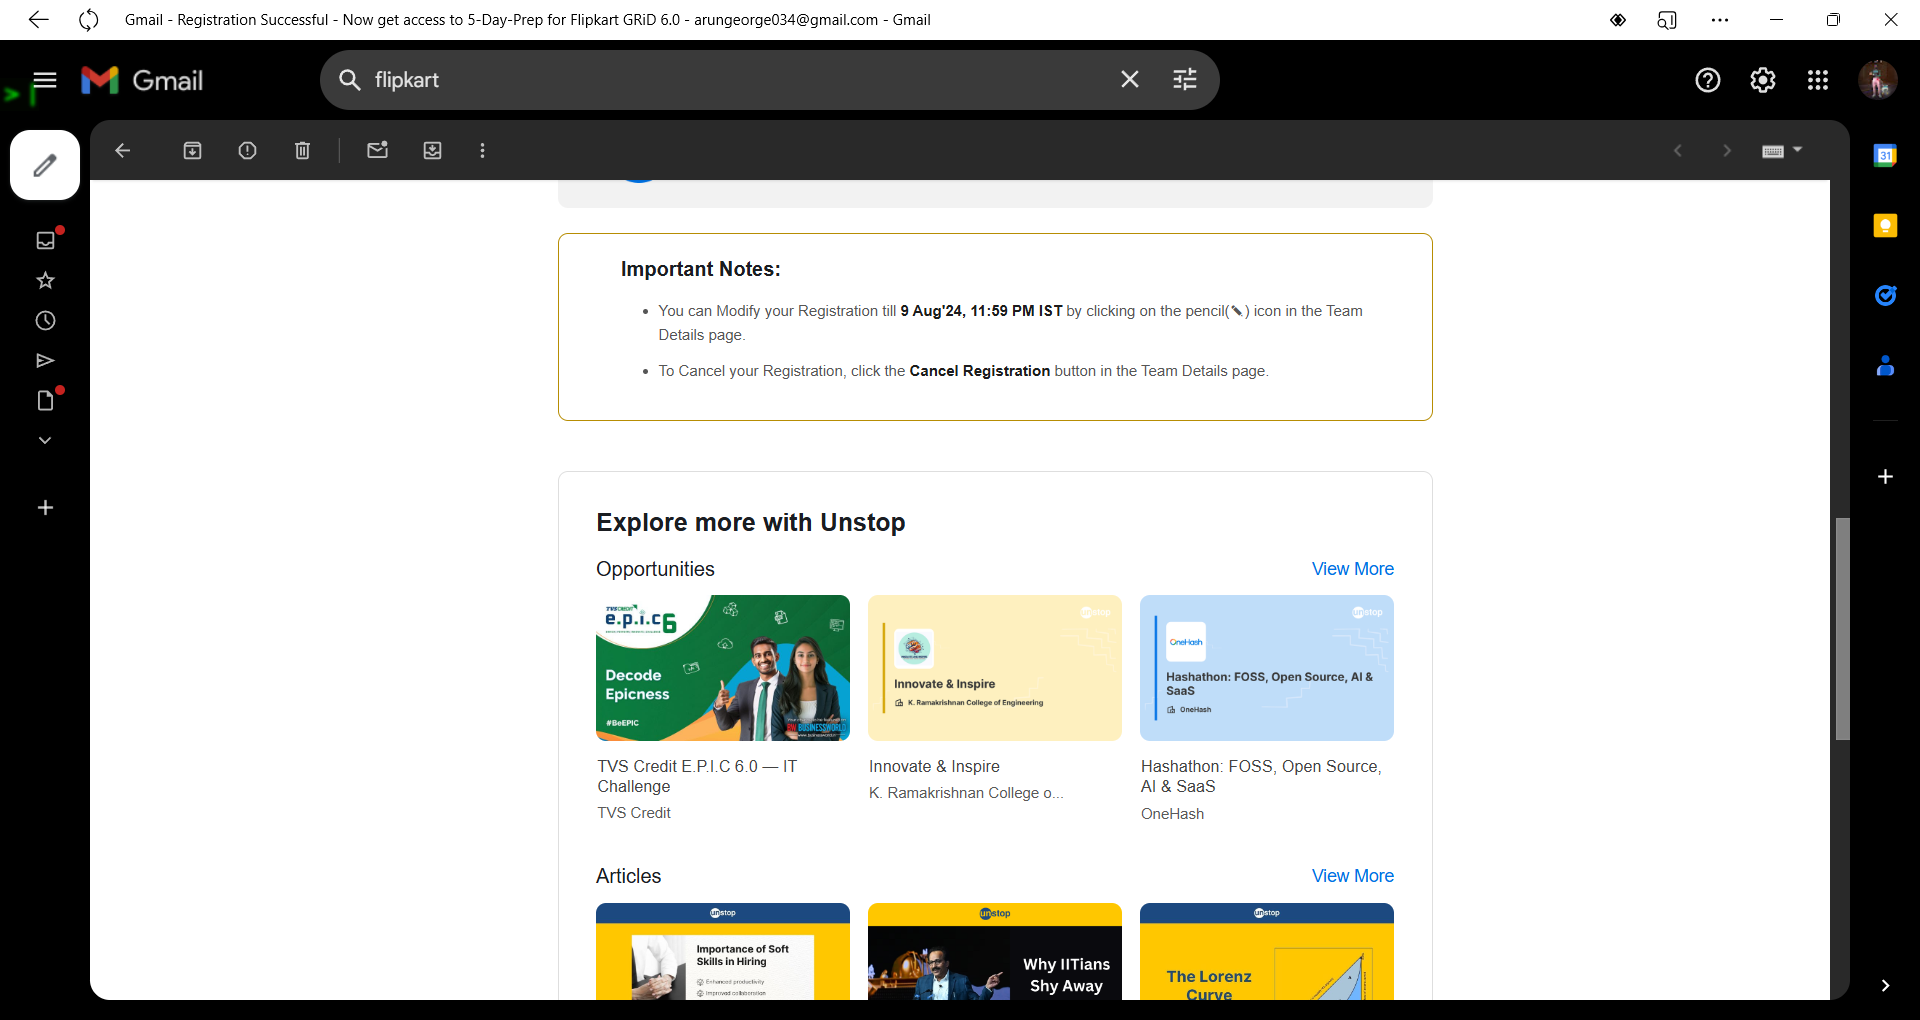 Gmail - Registration Successful - Now get access to 5-Day-Prep for Flipkart GRiD 6.0 - arungeorge034@gmail.com - Gmail
Gmail
flipkart
31
Important Notes:
• You can Modify your Registration till 9 Aug'24, 11:59 PM IST by clicking on the pencil(✎) icon in the Team
Details page.
• To Cancel your Registration, click the Cancel Registration button in the Team Details page.
Explore more with Unstop
Opportunities
View More
TVS CREDIT
e.p.i.c 6
Decode
Epicness
#BeEPIC
BW BUSINESSWORLD
unstop
Innovate & Inspire
K. Ramakrishnan College of Engineering
unstop
OneHash
Hashathon: FOSS, Open Source, AI &
SaaS
OneHash
TVS Credit E.P.I.C 6.0 — IT
Challenge
TVS Credit
Innovate & Inspire
K. Ramakrishnan College o...
Hashathon: FOSS, Open Source,
AI & SaaS
OneHash
Articles
View More
unstop
Importance of Soft
Skills in Hiring
Enhanced productivity
Improved collaboration
unstop
Why IITians
Shy Away
unstop
The Lorenz
Curve